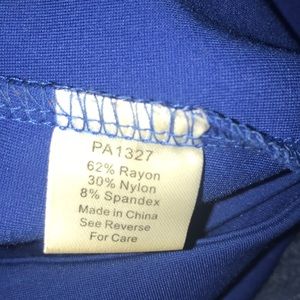 PA1327
62% Rayon
30% Nylon
8% Spandex
Made in China
See Reverse
For Care